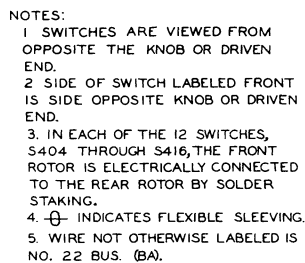 NOTES:
1 SWITCHES ARE VIEWED FROM
OPPOSITE THE KNOB OR DRIVEN
END.
2 SIDE OF SWITCH LABELED FRONT
IS SIDE OPPOSITE KNOB OR DRIVEN
END.
3. IN EACH OF THE 12 SWITCHES,
S404 THROUGH S416, THE FRONT
ROTOR IS ELECTRICALLY CONNECTED
TO THE REAR ROTOR BY SOLDER
STAKING.
4. INDICATES FLEXIBLE SLEEVING.
5. WIRE NOT OTHERWISE LABELED IS
NO. 22 BUS. (BA).